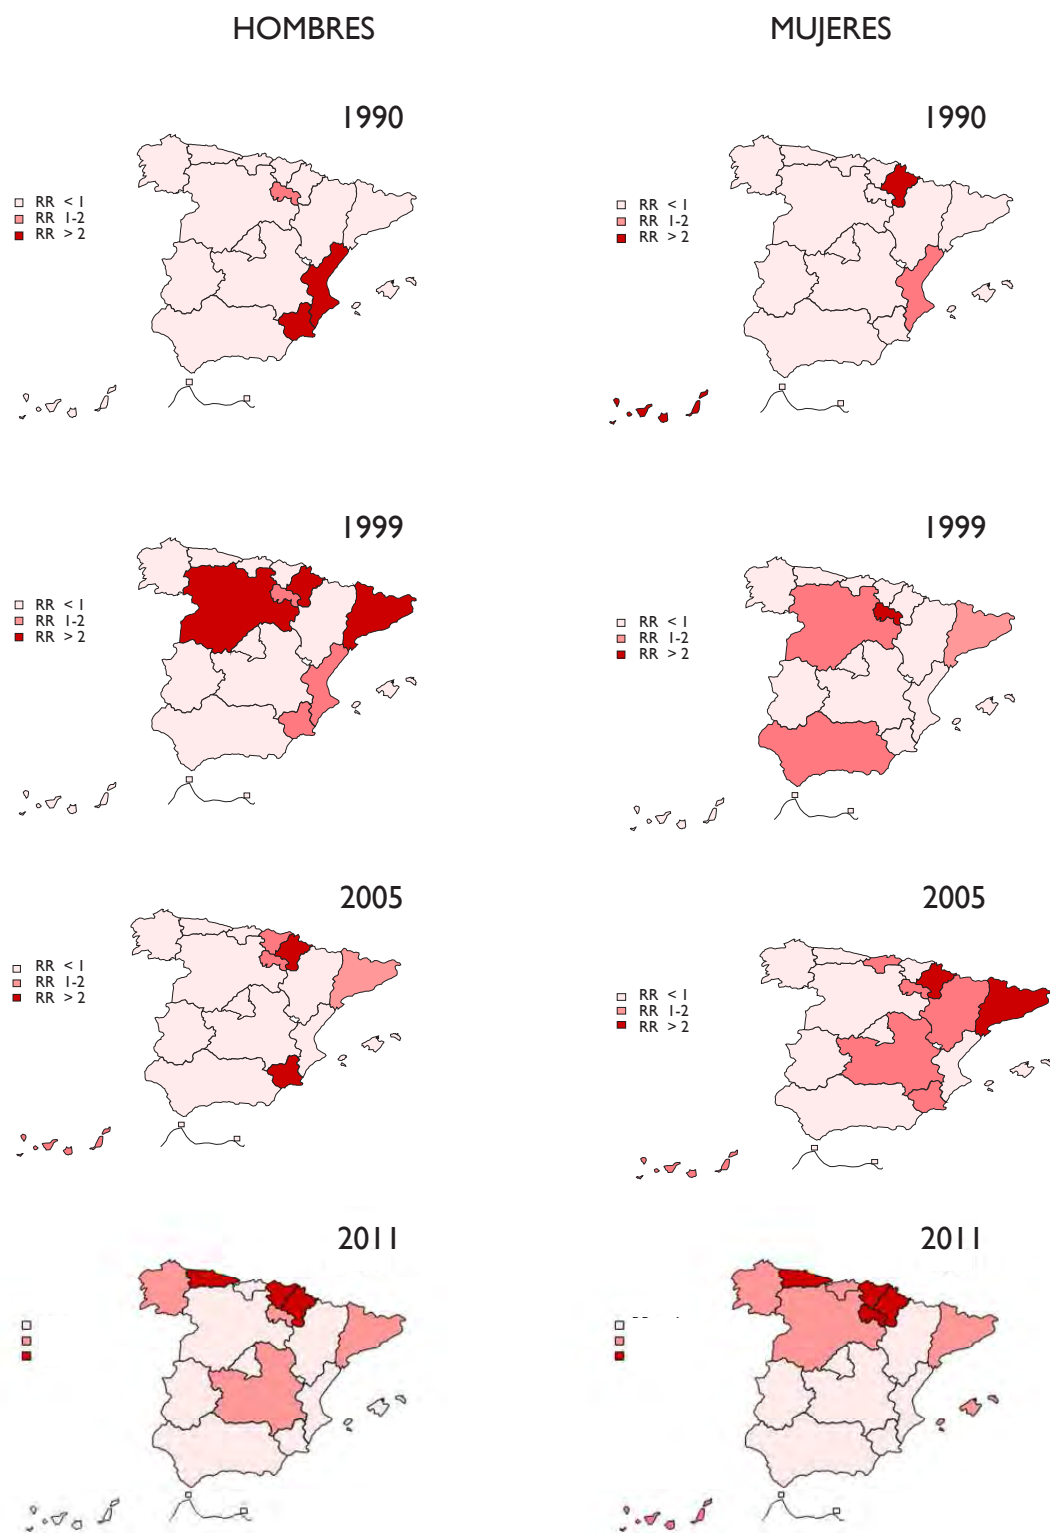 HOMBRES
MUJERES
1990
RR < 1
RR 1-2
RR > 2
1990
RR < 1
RR 1-2
RR > 2
1999
RR < 1
RR 1-2
RR > 2
1999
RR < 1
RR 1-2
RR > 2
2005
RR < 1
RR 1-2
RR > 2
2005
RR < 1
RR 1-2
RR > 2
2011
2011